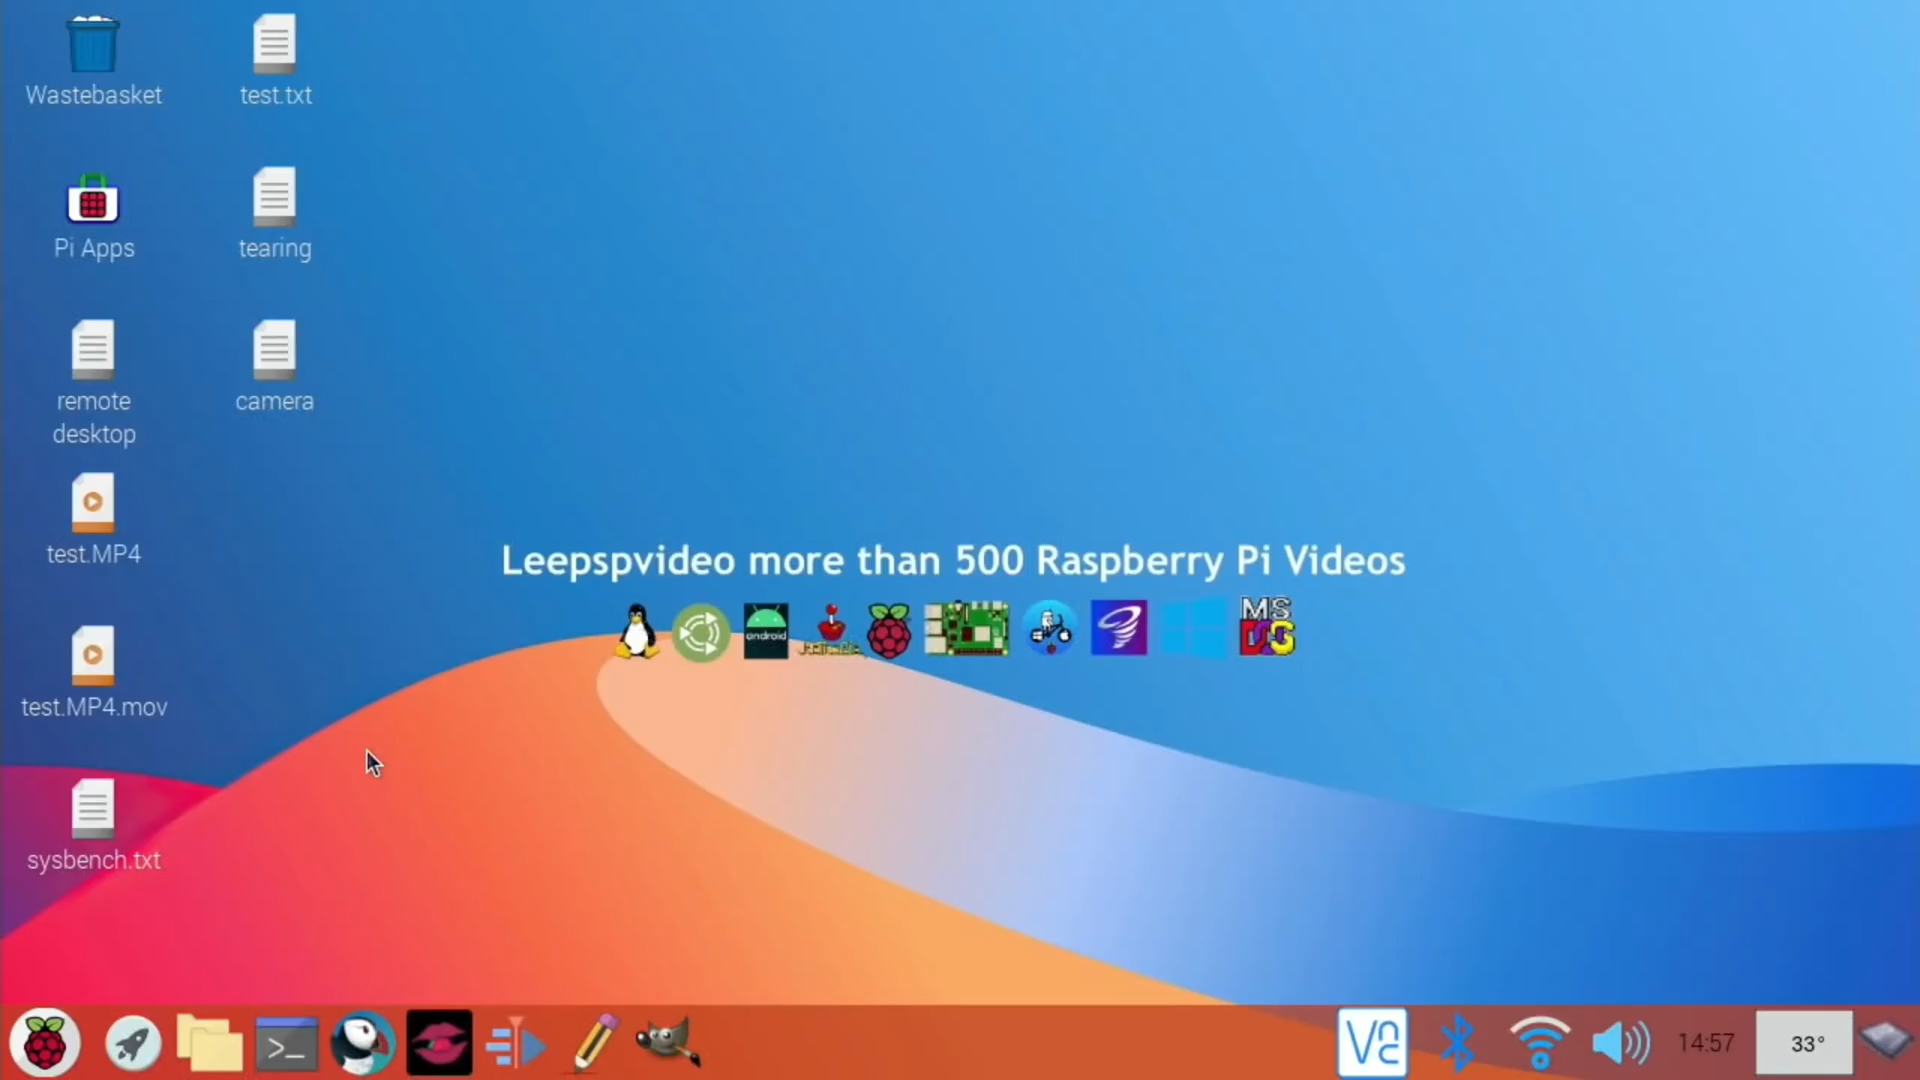 Wastebasket
test.txt
Pi Apps
tearing
remote
desktop
camera
test.MP4
test.MP4.mov
sysbench.txt
Leepspvideo more than 500 Raspberry Pi Videos
android
MS
DOS
>_
VNC
14:57
33°